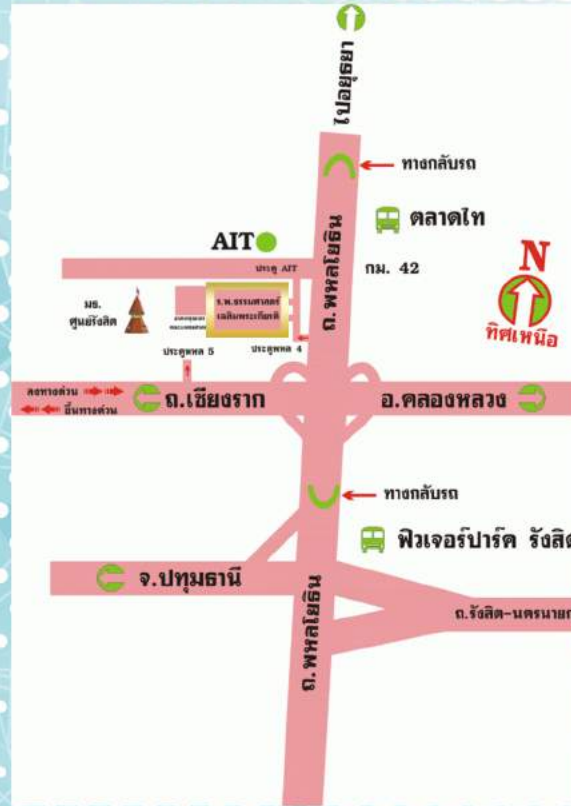 ไปอยุธยา
ทางกลับรถ
ตลาดไท
ถ.พหลโยธิน
กม. 42
N
ทิศเหนือ
AIT
ประตู AIT
มธ.
ศูนย์รังสิต
ร.พ.ธรรมศาสตร์
เฉลิมพระเกียรติ
ประตูพหล 5
ประตูพหล 4
ลงทางด่วน
ขึ้นทางด่วน
ถ.เชียงราก
อ.คลองหลวง
ทางกลับรถ
ฟิวเจอร์ปาร์ค รังสิต
จ.ปทุมธานี
ถ.รังสิต-นครนายก
ถ.พหลโยธิน